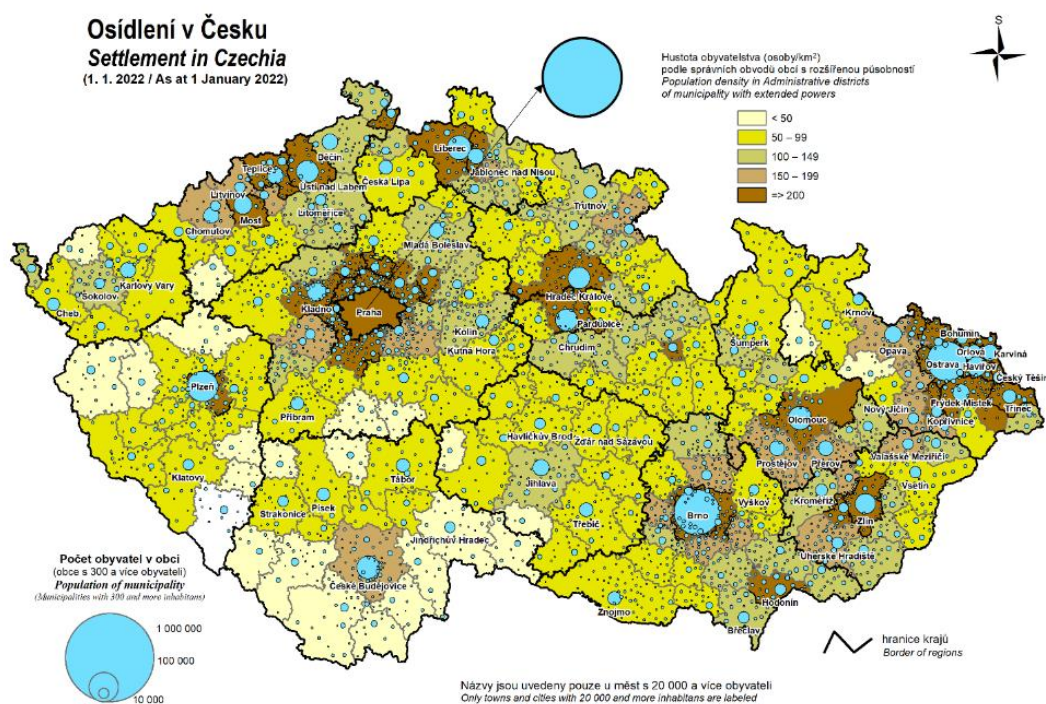 Osídlení v Česku
Settlement in Czechia
(1. 1. 2022 / As at 1 January 2022)
S
Hustota obyvatelstva (osoby/km²)
podle správních obvodů obcí s rozšířenou působností
Population density in Administrative districts
of municipality with extended powers
< 50
50 – 99
100 – 149
150 – 199
=> 200
Děčín
Liberec
Teplice
Ústí nad Labem
Česká Lípa
Jablonec nad Nisou
Litvínov
Most
Litoměřice
Trutnov
Chomutov
Mladá Boleslav
Karlovy Vary
Sokolov
Cheb
Kladno
Praha
Hradec Králové
Pardubice
Kolín
Kutná Hora
Chrudim
Šumperk
Krnov
Opava
Bohumín
Orlová
Karviná
Ostrava
Havířov
Český Těšín
Frýdek-Místek
Třinec
Kopřivnice
Nový Jičín
Plzeň
Příbram
Olomouc
Havlíčkův Brod
Žďár nad Sázavou
Prostějov
Přerov
Valašské Meziříčí
Vsetín
Klatovy
Tábor
Jihlava
Strakonice
Písek
Třebíč
Brno
Vyškov
Kroměříž
Zlín
Jindřichův Hradec
Uherské Hradiště
České Budějovice
Znojmo
Hodonín
Břeclav
Počet obyvatel v obci
(obce s 300 a více obyvateli)
Population of municipality
(Municipalities with 300 and more inhabitans)
1 000 000
100 000
10 000
hranice krajů
Border of regions
Názvy jsou uvedeny pouze u měst s 20 000 a více obyvateli
Only towns and cities with 20 000 and more inhabitans are labeled